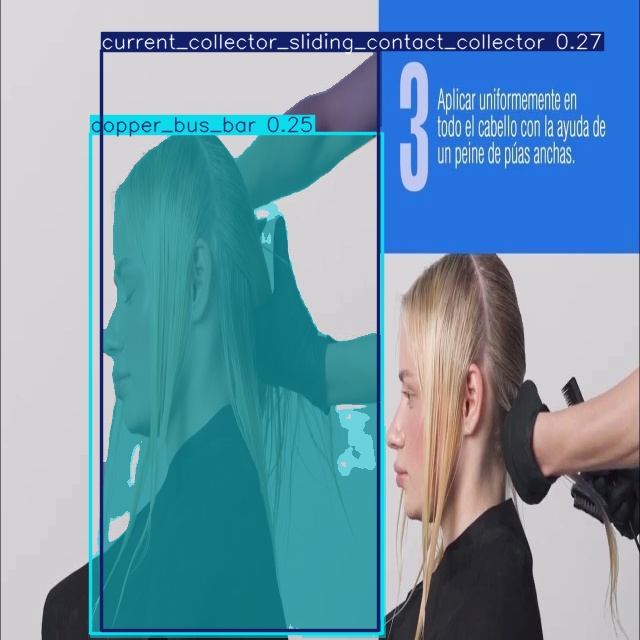 current_collector_sliding_contact_collector 0.27
copper_bus_bar 0.25
3
Aplicar uniformemente en
todo el cabello con la ayuda de
un peine de púas anchas.